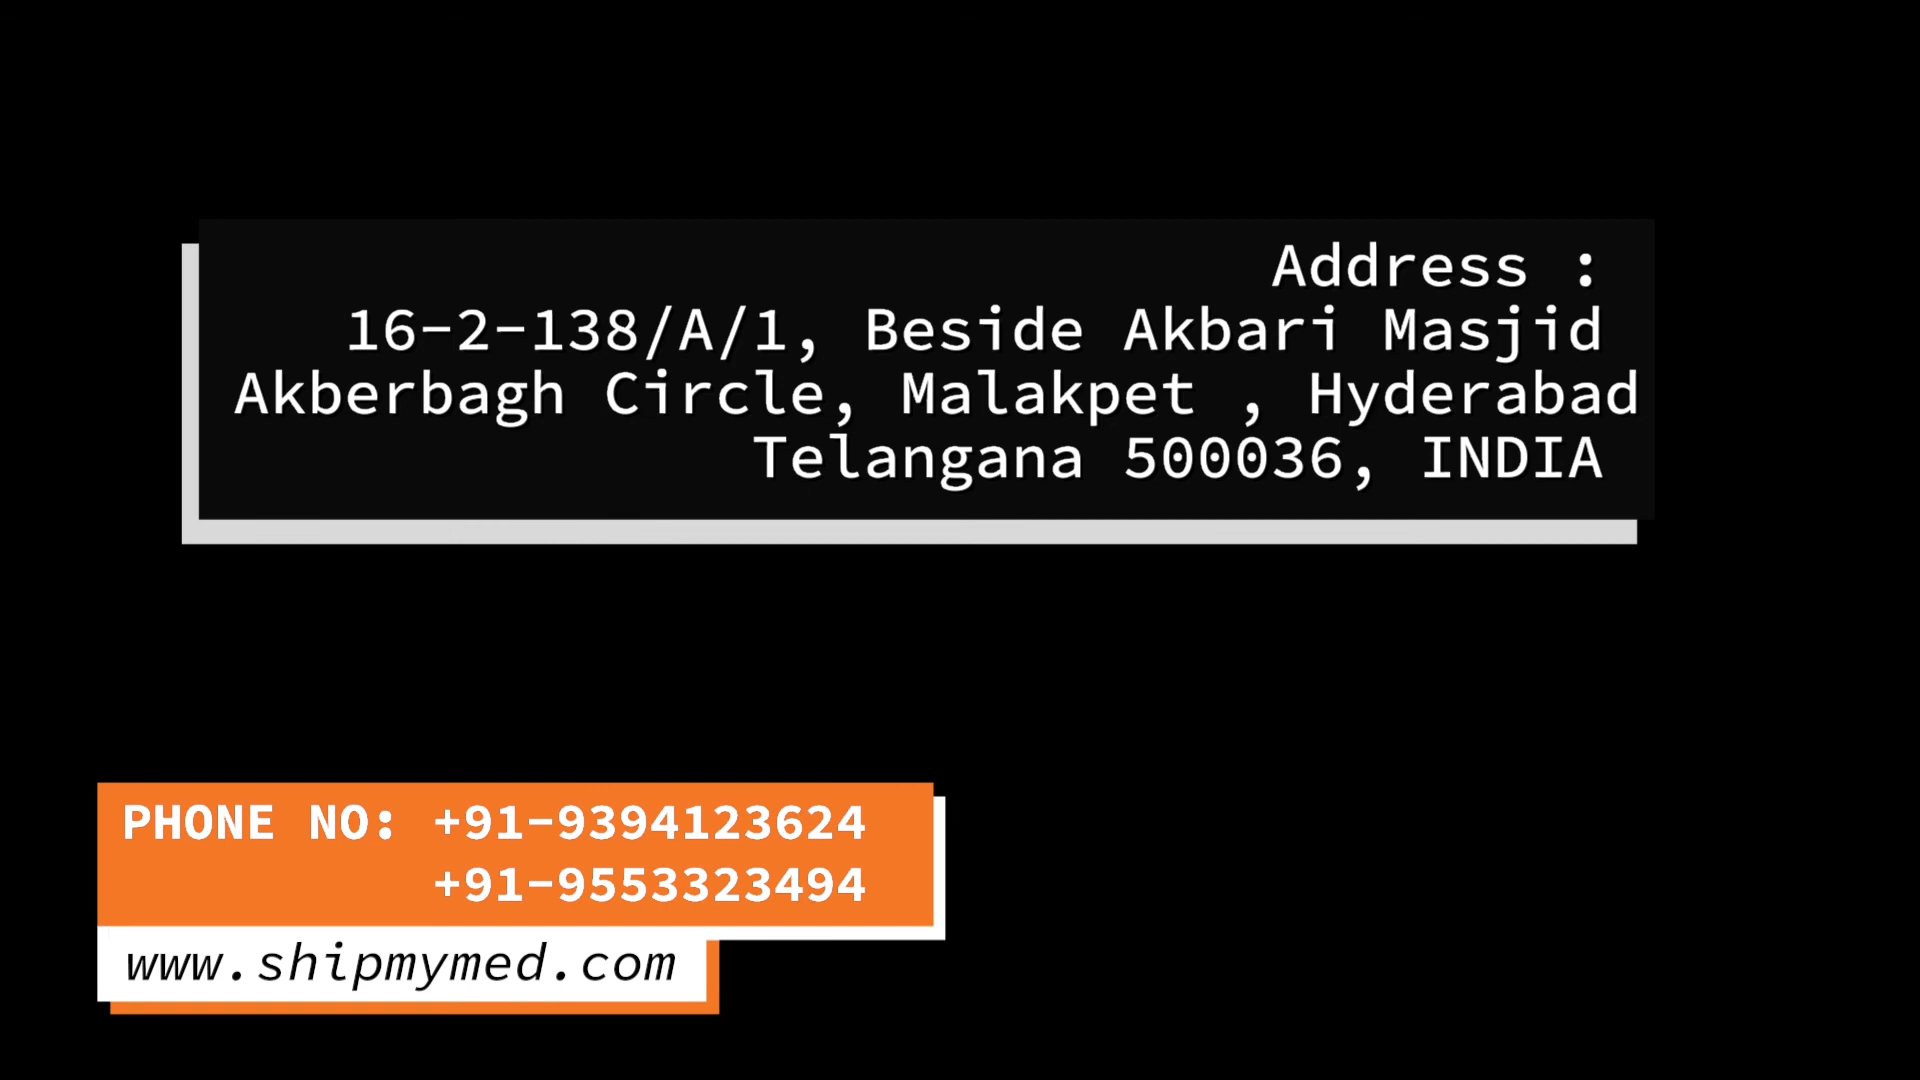 Address :
16-2-138/A/1, Beside Akbari Masjid
Akberbagh Circle, Malakpet , Hyderabad
Telangana 500036, INDIA
PHONE NO: +91-9394123624
+91-9553323494
www.shipmymed.com